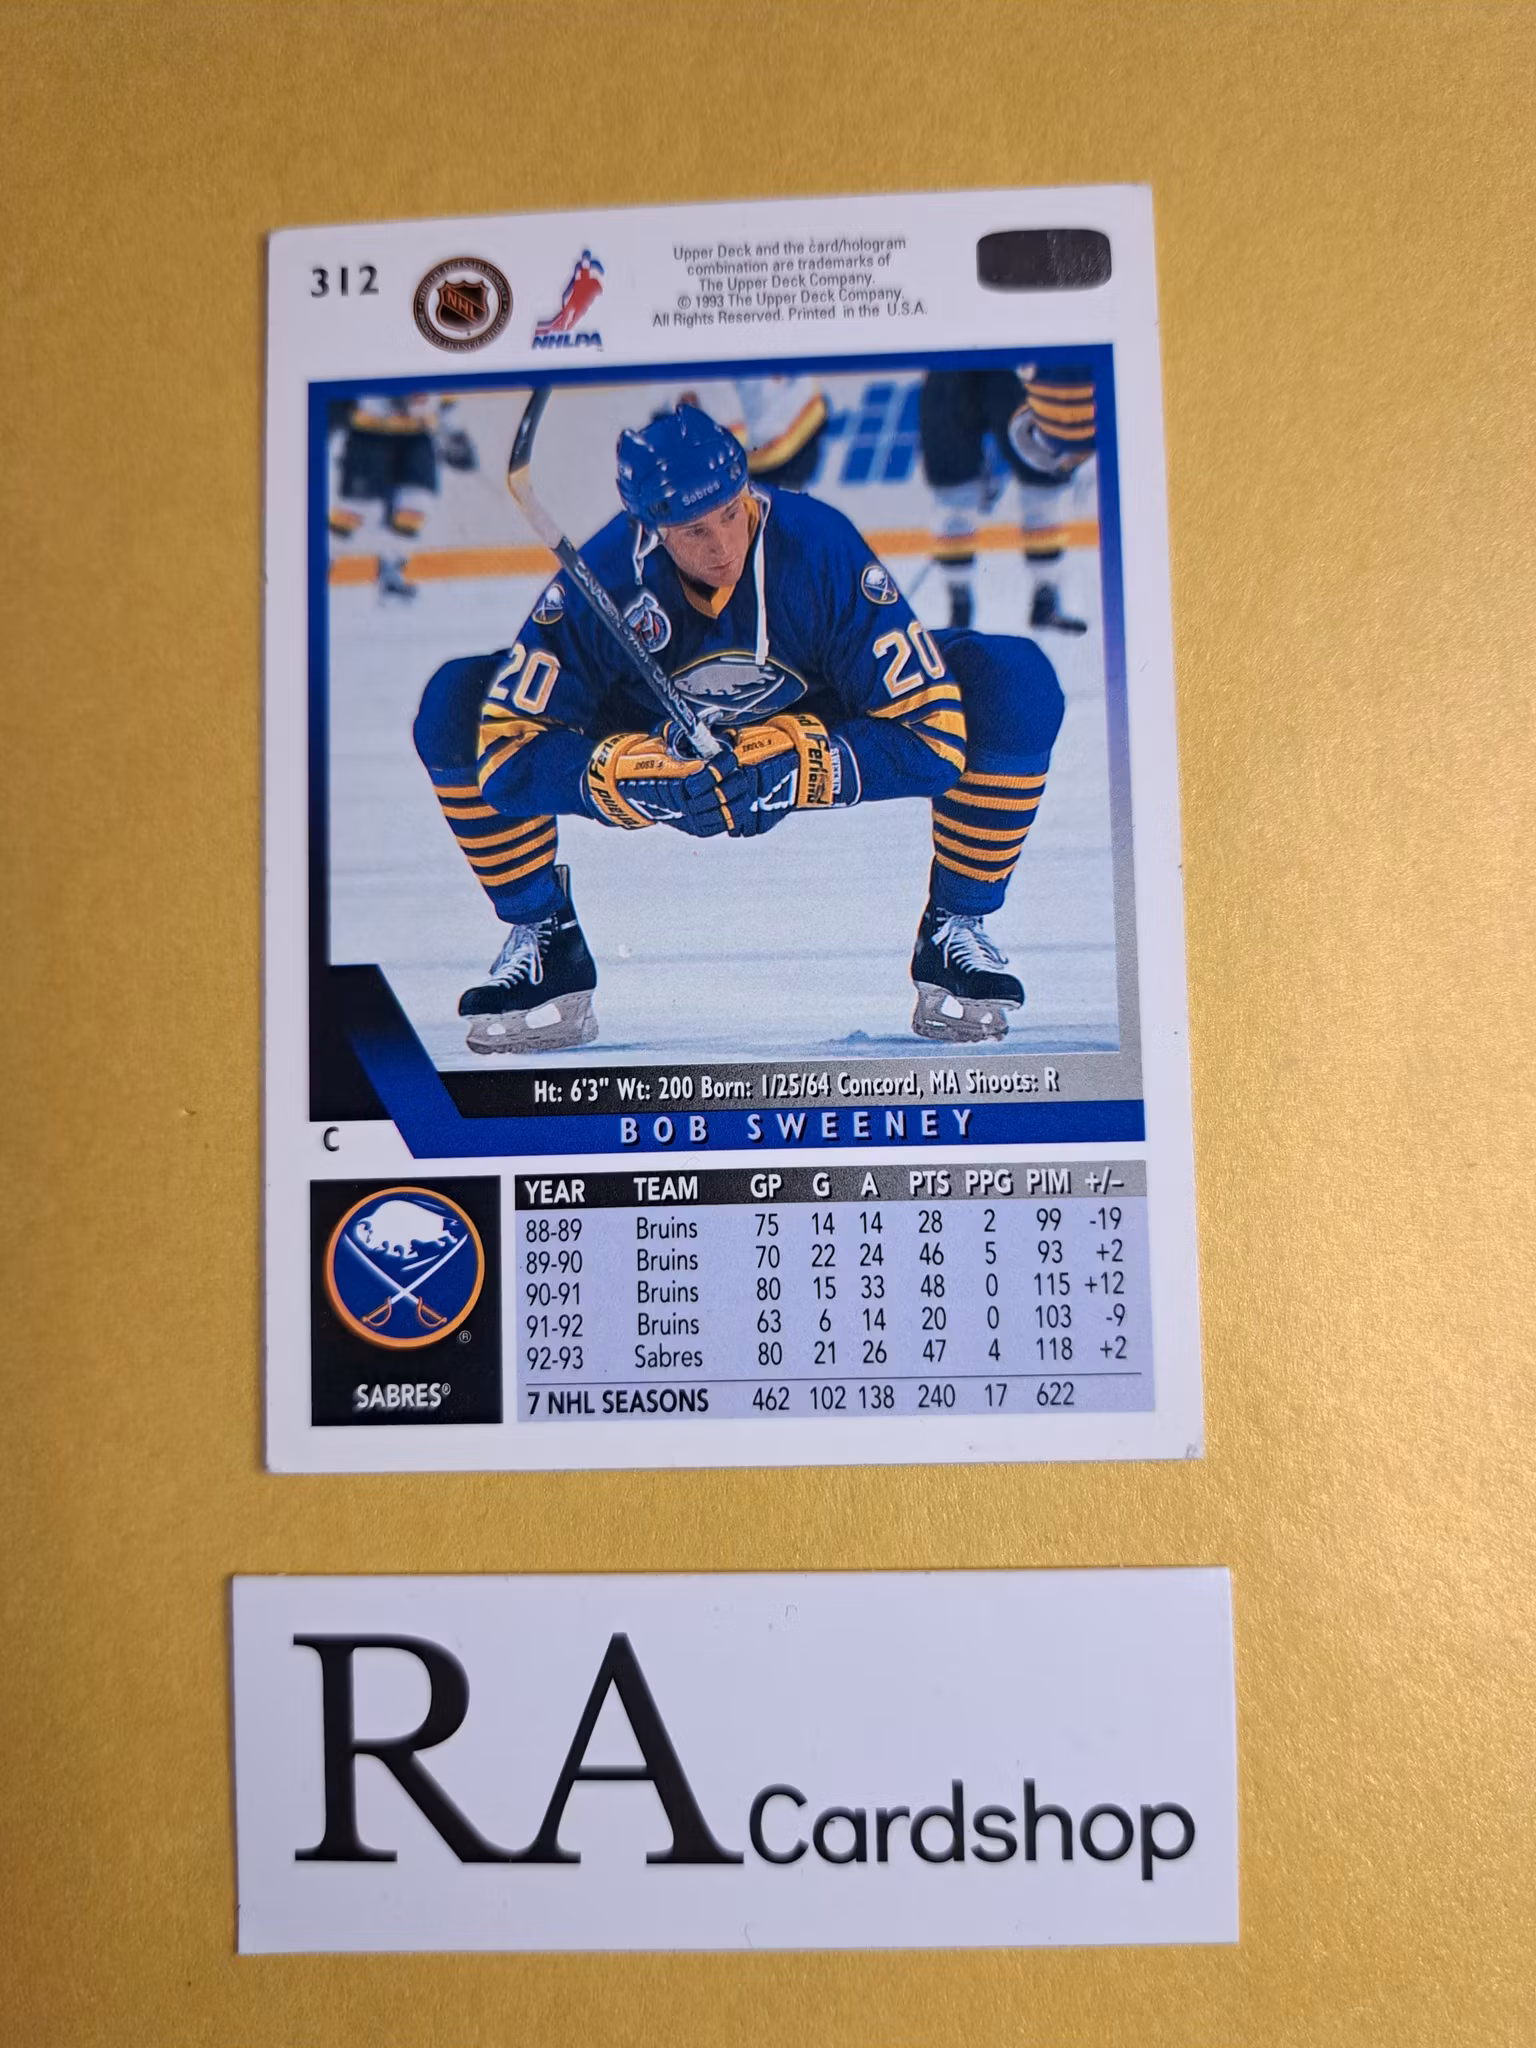 312
NHL
NHLPA
Upper Deck and the card/hologram
combination are trademarks of
The Upper Deck Company.
© 1993 The Upper Deck Company.
All Rights Reserved. Printed in the U.S.A.
Sabres
20
20
Ferland
Ht: 6'3" Wt: 200 Born: 1/25/64 Concord, MA Shoots: R
BOB SWEENEY
C
YEAR TEAM GP G A PTS PPG PIM +/–
88-89 Bruins 75 14 14 28 2 99 -19
89-90 Bruins 70 22 24 46 5 93 +2
90-91 Bruins 80 15 33 48 0 115 +12
91-92 Bruins 63 6 14 20 0 103 -9
92-93 Sabres 80 21 26 47 4 118 +2
7 NHL SEASONS 462 102 138 240 17 622
®
SABRES®
RA Cardshop